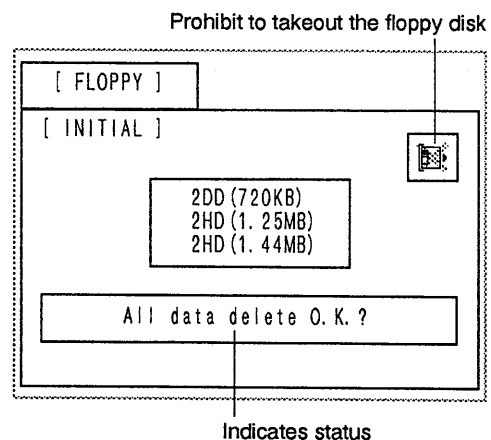 Prohibit to takeout the floppy disk
[ FLOPPY ]
[ INITIAL ]
2DD (720KB)
2HD (1. 25MB)
2HD (1. 44MB)
All data delete O. K. ?
Indicates status